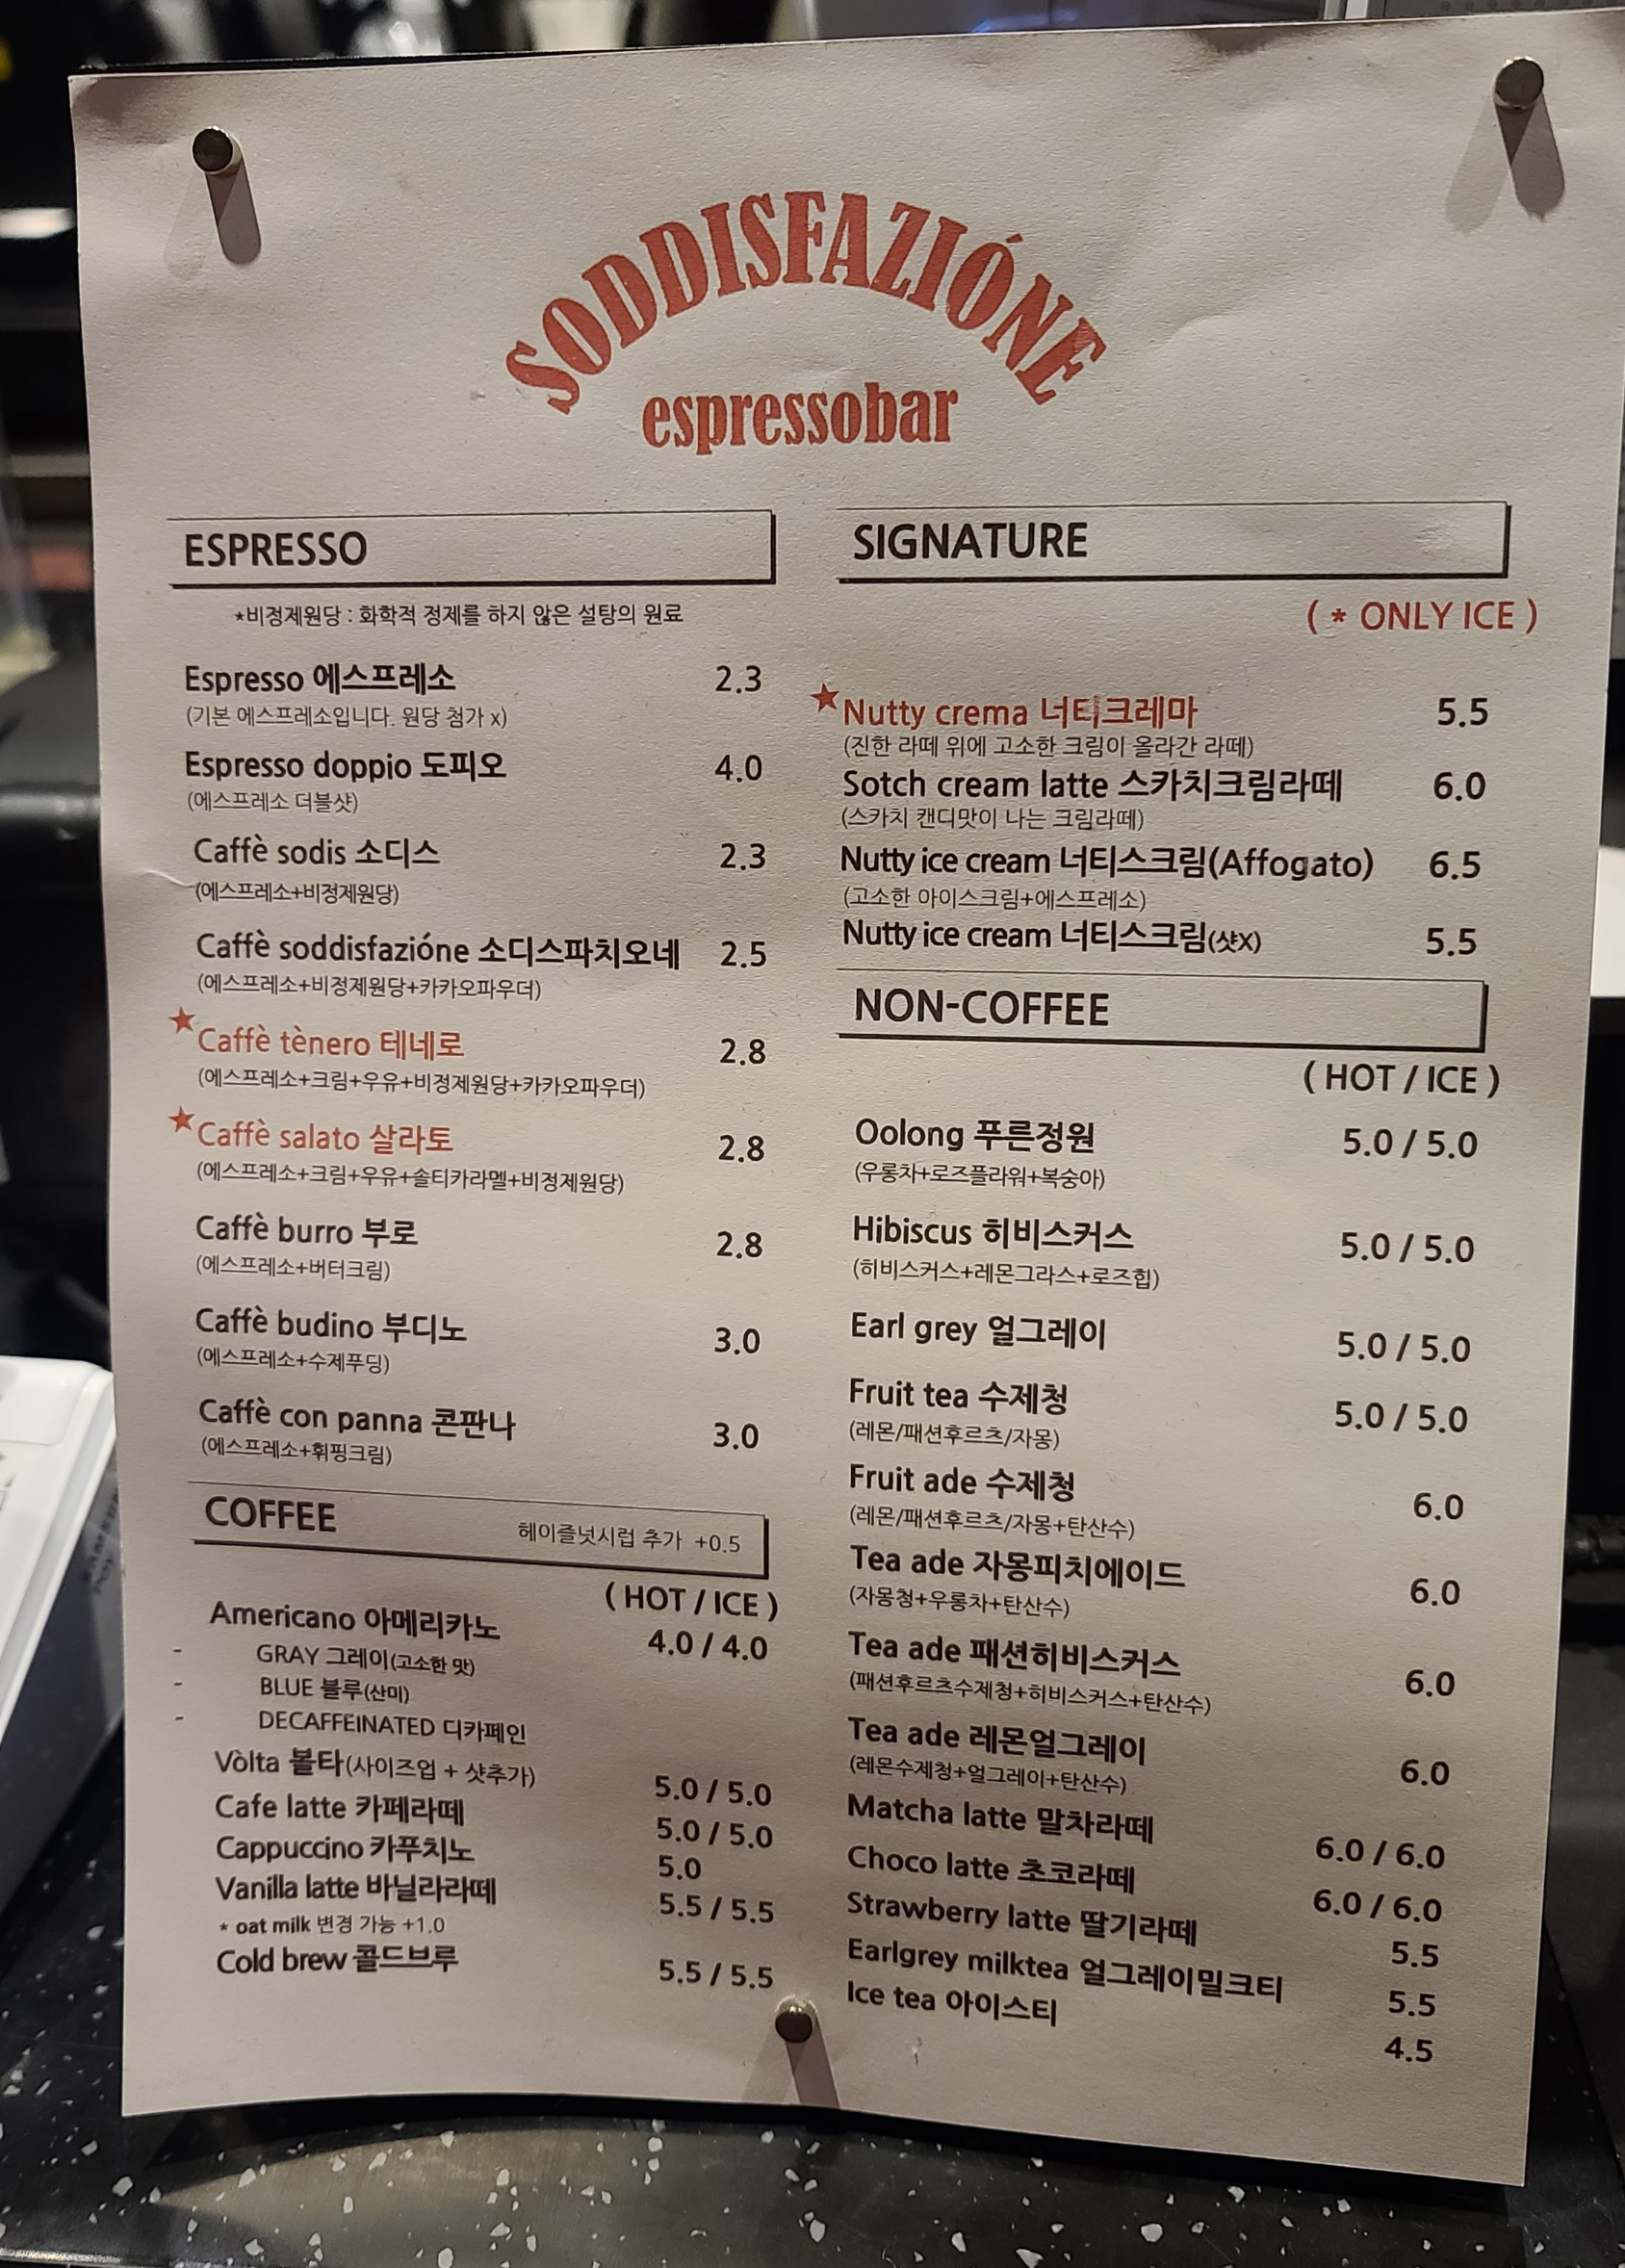 SODDISFAZIÓNE
espressobar
ESPRESSO
*비정제원당 : 화학적 정제를 하지 않은 설탕의 원료
Espresso 에스프레소 2.3
(기본 에스프레소입니다. 원당 첨가 x)
Espresso doppio 도피오 4.0
(에스프레소 더블샷)
Caffè sodis 소디스 2.3
(에스프레소+비정제원당)
Caffè soddisfazióne 소디스파치오네 2.5
(에스프레소+비정제원당+카카오파우더)
★Caffè tènero 테네로 2.8
(에스프레소+크림+우유+비정제원당+카카오파우더)
★Caffè salato 살라토 2.8
(에스프레소+크림+우유+솔티카라멜+비정제원당)
Caffè burro 부로 2.8
(에스프레소+버터크림)
Caffè budino 부디노 3.0
(에스프레소+수제푸딩)
Caffè con panna 콘판나 3.0
(에스프레소+휘핑크림)
COFFEE 헤이즐넛시럽 추가 +0.5
( HOT / ICE )
Americano 아메리카노 4.0 / 4.0
- GRAY 그레이(고소한 맛)
- BLUE 블루(산미)
- DECAFFEINATED 디카페인
Vòlta 볼타(사이즈업 + 샷추가) 5.0 / 5.0
Cafe latte 카페라떼 5.0 / 5.0
Cappuccino 카푸치노 5.0
Vanilla latte 바닐라라떼 5.5 / 5.5
* oat milk 변경 가능 +1.0
Cold brew 콜드브루 5.5 / 5.5
SIGNATURE
( * ONLY ICE )
★Nutty crema 너티크레마 5.5
(진한 라떼 위에 고소한 크림이 올라간 라떼)
Sotch cream latte 스카치크림라떼 6.0
(스카치 캔디맛이 나는 크림라떼)
Nutty ice cream 너티스크림(Affogato) 6.5
(고소한 아이스크림+에스프레소)
Nutty ice cream 너티스크림(샷X) 5.5
NON-COFFEE
( HOT / ICE )
Oolong 푸른정원 5.0 / 5.0
(우롱차+로즈플라워+복숭아)
Hibiscus 히비스커스 5.0 / 5.0
(히비스커스+레몬그라스+로즈힙)
Earl grey 얼그레이 5.0 / 5.0
Fruit tea 수제청 5.0 / 5.0
(레몬/패션후르츠/자몽)
Fruit ade 수제청 6.0
(레몬/패션후르츠/자몽+탄산수)
Tea ade 자몽피치에이드 6.0
(자몽청+우롱차+탄산수)
Tea ade 패션히비스커스 6.0
(패션후르츠수제청+히비스커스+탄산수)
Tea ade 레몬얼그레이 6.0
(레몬수제청+얼그레이+탄산수)
Matcha latte 말차라떼 6.0 / 6.0
Choco latte 초코라떼 6.0 / 6.0
Strawberry latte 딸기라떼 5.5
Earlgrey milktea 얼그레이밀크티 5.5
Ice tea 아이스티 4.5